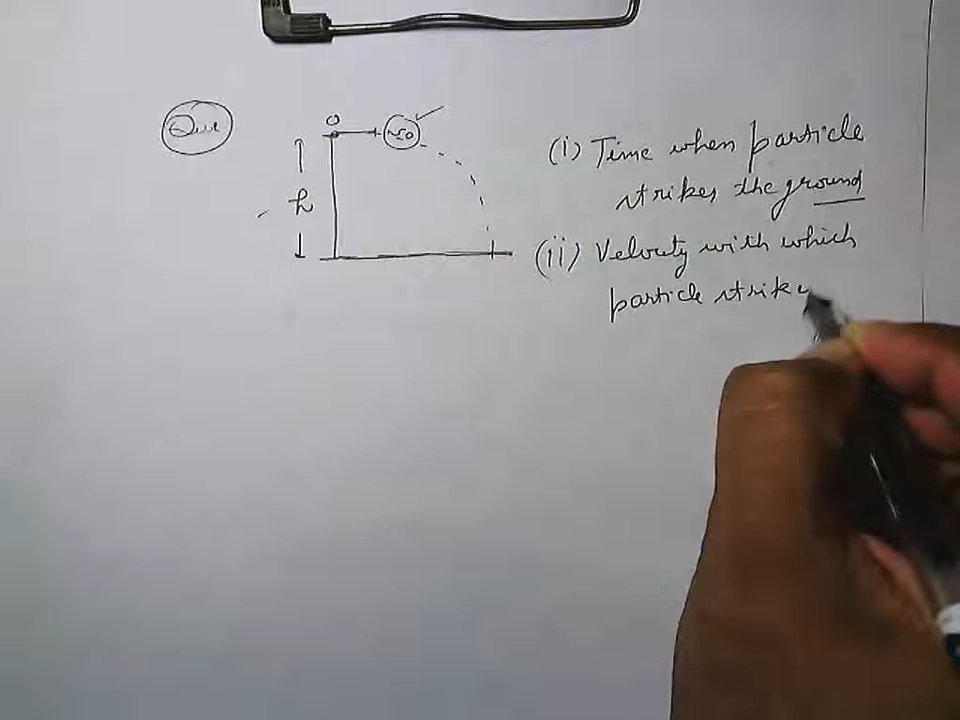 Que
O
v0
h
(i) Time when particle
strikes the ground
(ii) Velocity with which
particle strike